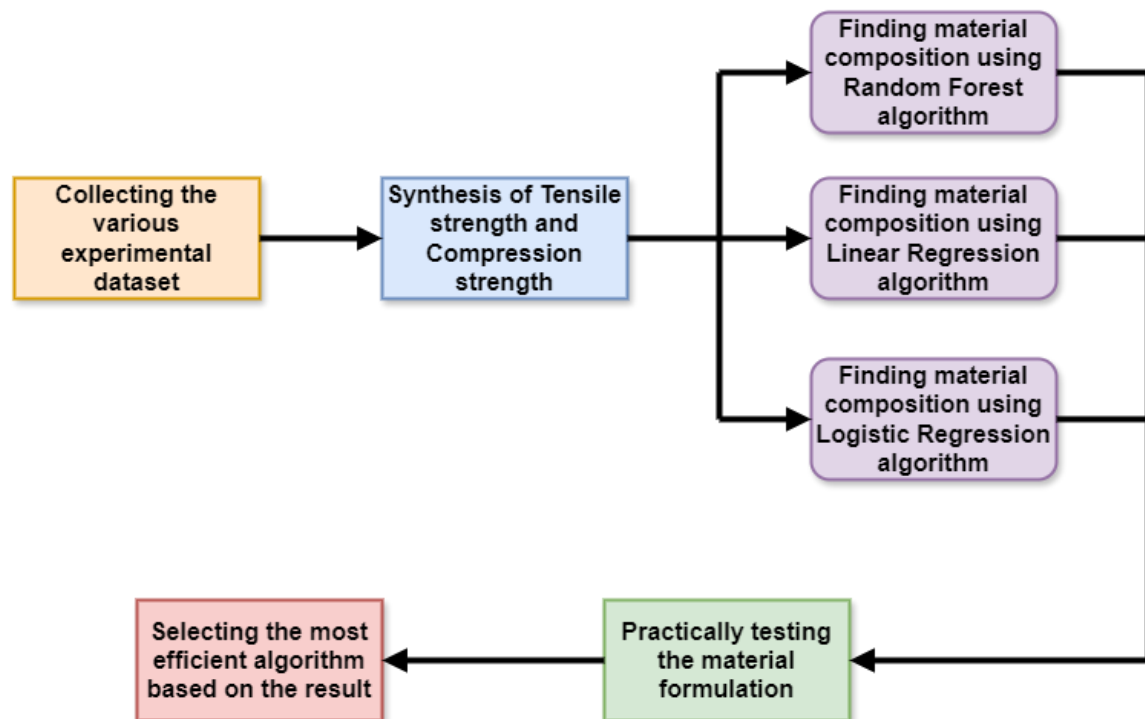 Collecting the
various
experimental
dataset
Synthesis of Tensile
strength and
Compression
strength
Finding material
composition using
Random Forest
algorithm
Finding material
composition using
Linear Regression
algorithm
Finding material
composition using
Logistic Regression
algorithm
Practically testing
the material
formulation
Selecting the most
efficient algorithm
based on the result